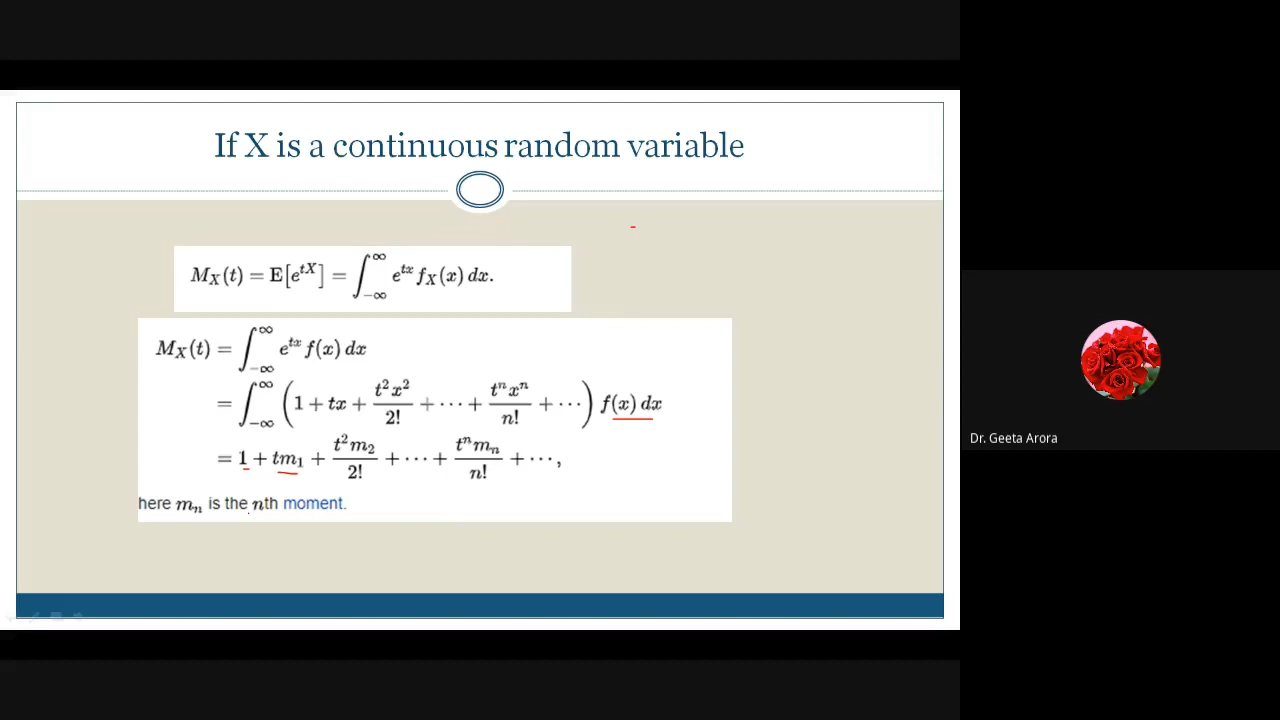 If X is a continuous random variable
M_X(t) = E[e^{tX}] = ∫_{-∞}^{∞} e^{tx} f_X(x) dx.
M_X(t) = ∫_{-∞}^{∞} e^{tx} f(x) dx
= ∫_{-∞}^{∞} (1 + tx + t²x²/2! + ··· + tⁿxⁿ/n! + ···) f(x) dx
= 1 + tm₁ + t²m₂/2! + ··· + tⁿmₙ/n! + ···,
here mₙ is the nth moment.
Dr. Geeta Arora